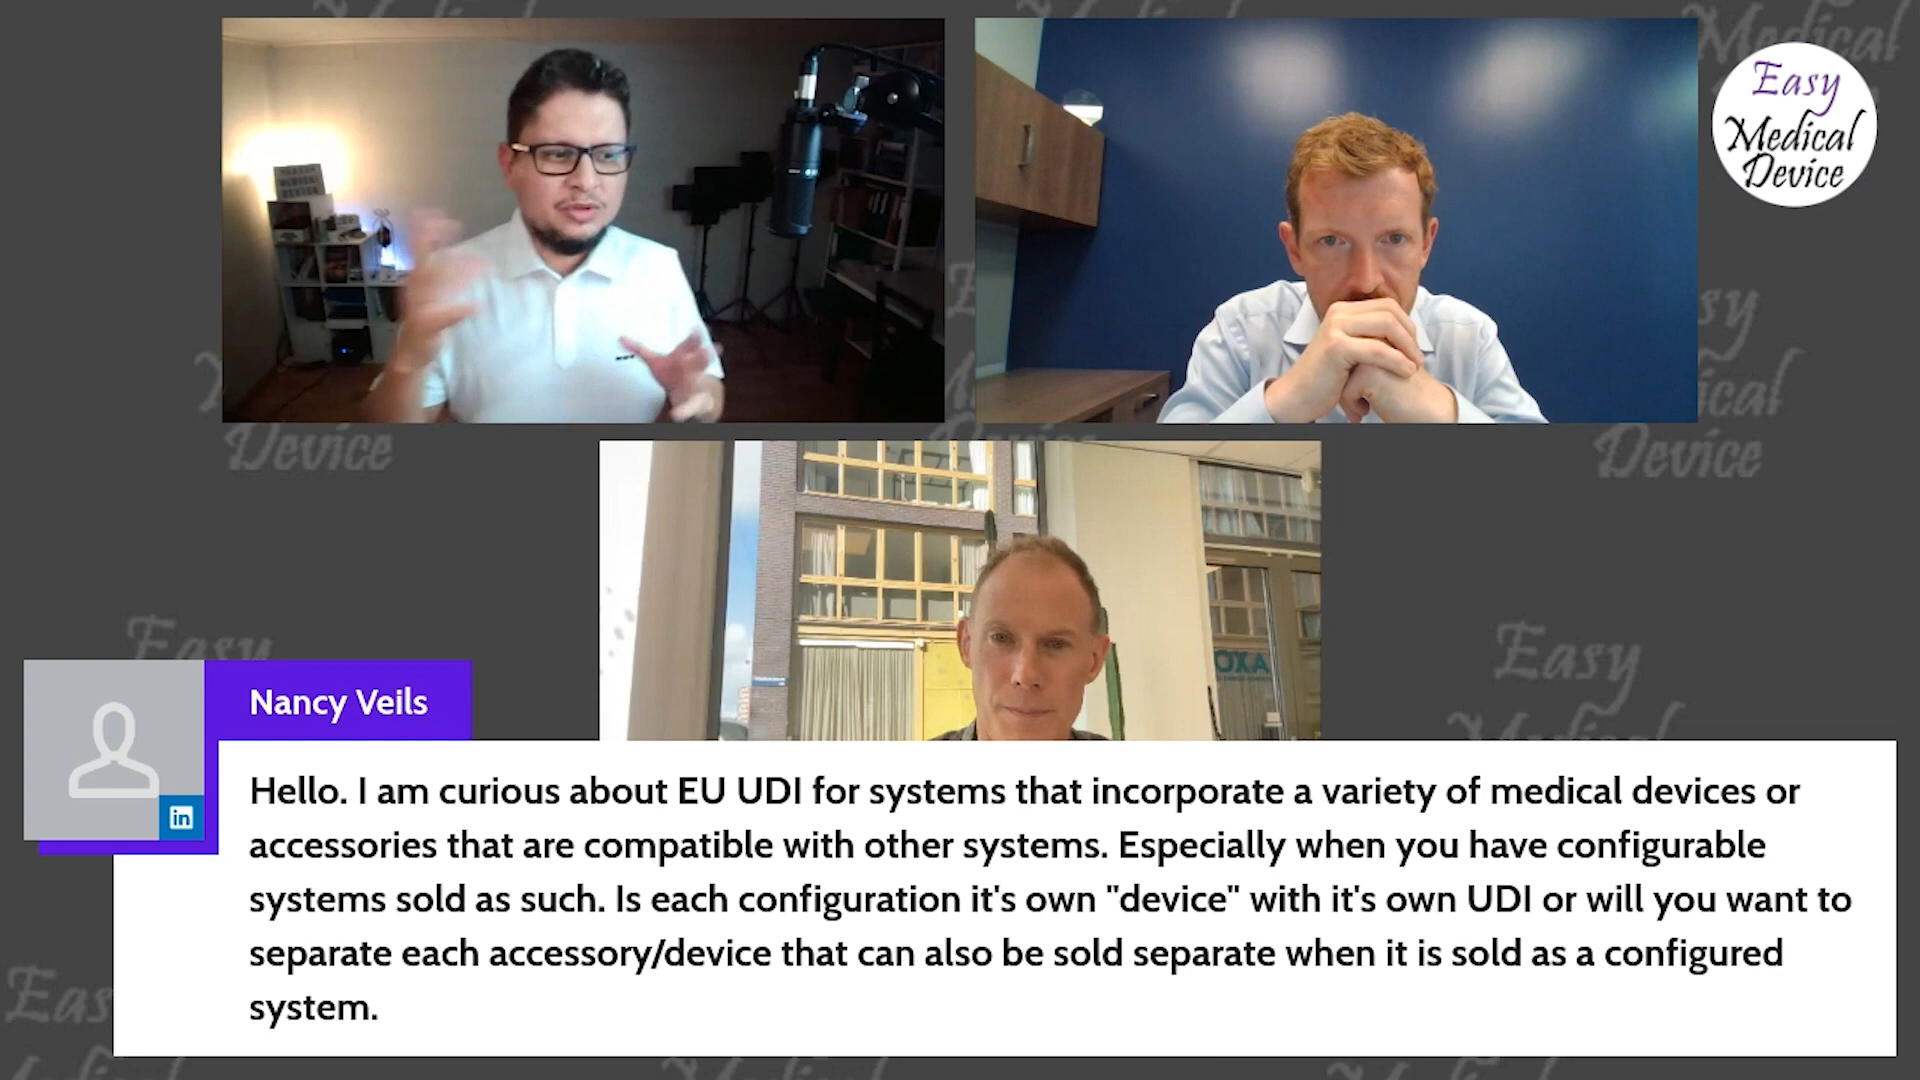 Easy
Medical
Device
Nancy Veils
Hello. I am curious about EU UDI for systems that incorporate a variety of medical devices or
accessories that are compatible with other systems. Especially when you have configurable
systems sold as such. Is each configuration it's own "device" with it's own UDI or will you want to
separate each accessory/device that can also be sold separate when it is sold as a configured
system.
in